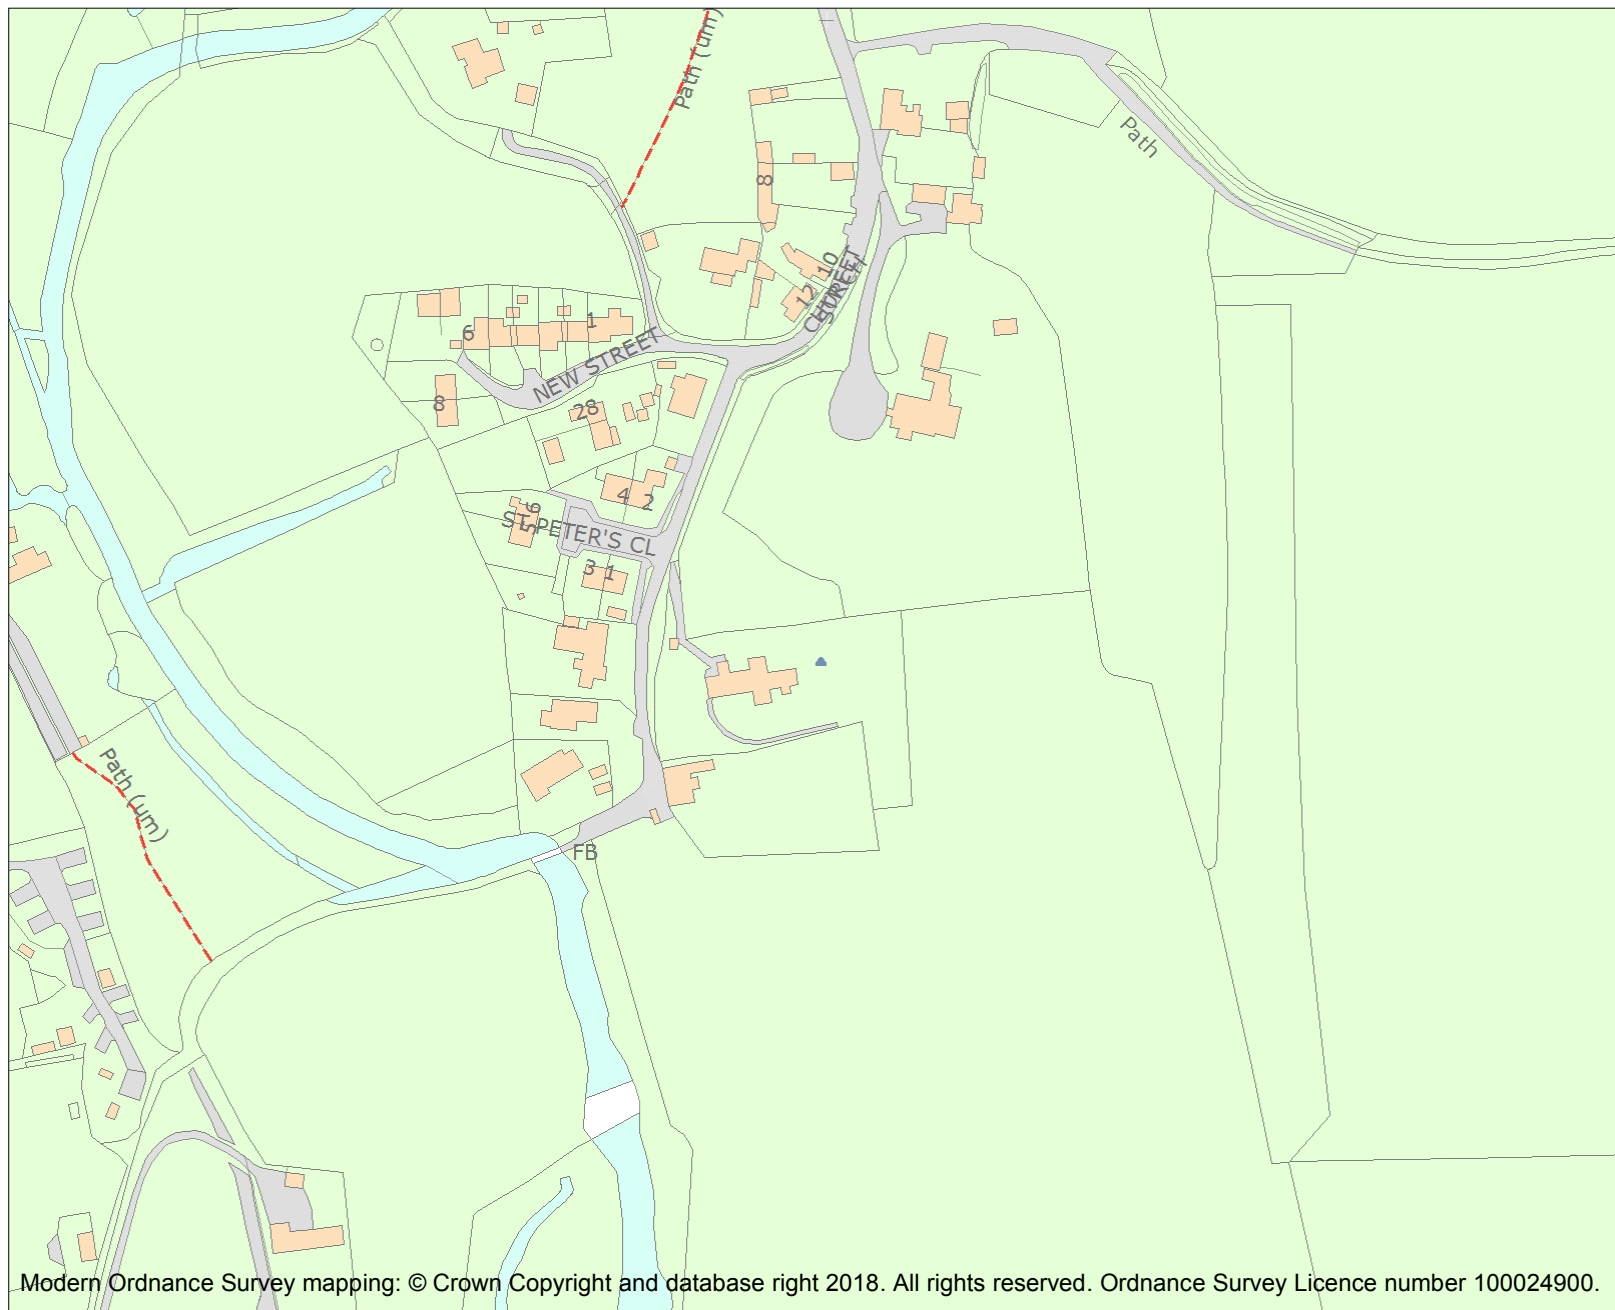 Path (um)
Path
8
10
12
CHURCH
STREET
1
6
NEW STREET
8
28
4 2
56
ST PETER'S CL
3 1
Path (um)
FB
Modern Ordnance Survey mapping: © Crown Copyright and database right 2018. All rights reserved. Ordnance Survey Licence number 100024900.